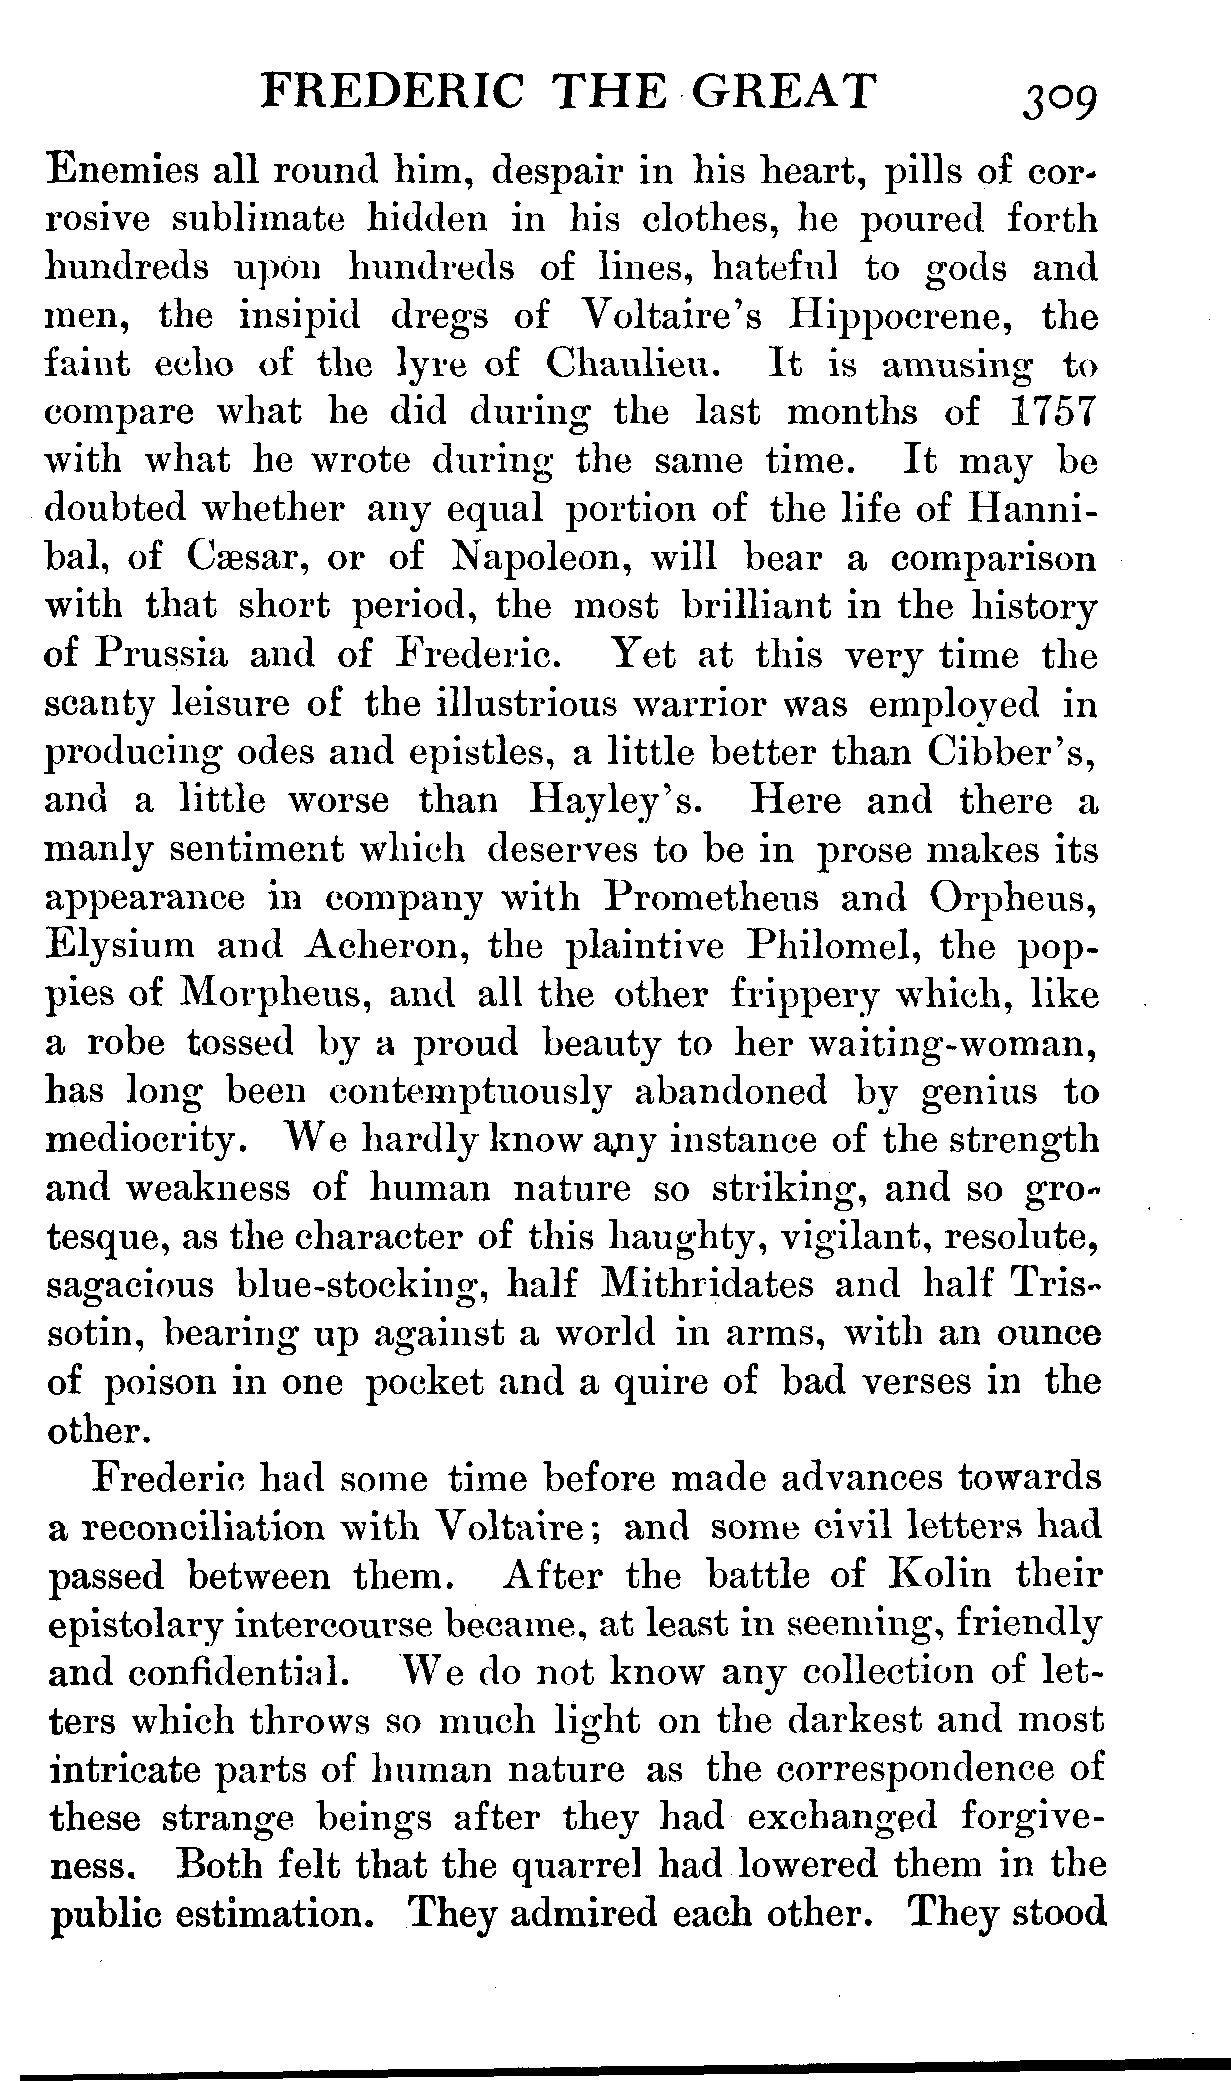 FREDERIC THE GREAT 309
Enemies all round him, despair in his heart, pills of cor-
rosive sublimate hidden in his clothes, he poured forth
hundreds upon hundreds of lines, hateful to gods and
men, the insipid dregs of Voltaire's Hippocrene, the
faint echo of the lyre of Chaulieu. It is amusing to
compare what he did during the last months of 1757
with what he wrote during the same time. It may be
doubted whether any equal portion of the life of Hanni-
bal, of Cæsar, or of Napoleon, will bear a comparison
with that short period, the most brilliant in the history
of Prussia and of Frederic. Yet at this very time the
scanty leisure of the illustrious warrior was employed in
producing odes and epistles, a little better than Cibber's,
and a little worse than Hayley's. Here and there a
manly sentiment which deserves to be in prose makes its
appearance in company with Prometheus and Orpheus,
Elysium and Acheron, the plaintive Philomel, the pop-
pies of Morpheus, and all the other frippery which, like
a robe tossed by a proud beauty to her waiting-woman,
has long been contemptuously abandoned by genius to
mediocrity. We hardly know any instance of the strength
and weakness of human nature so striking, and so gro-
tesque, as the character of this haughty, vigilant, resolute,
sagacious blue-stocking, half Mithridates and half Tris-
sotin, bearing up against a world in arms, with an ounce
of poison in one pocket and a quire of bad verses in the
other.
Frederic had some time before made advances towards
a reconciliation with Voltaire; and some civil letters had
passed between them. After the battle of Kolin their
epistolary intercourse became, at least in seeming, friendly
and confidential. We do not know any collection of let-
ters which throws so much light on the darkest and most
intricate parts of human nature as the correspondence of
these strange beings after they had exchanged forgive-
ness. Both felt that the quarrel had lowered them in the
public estimation. They admired each other. They stood